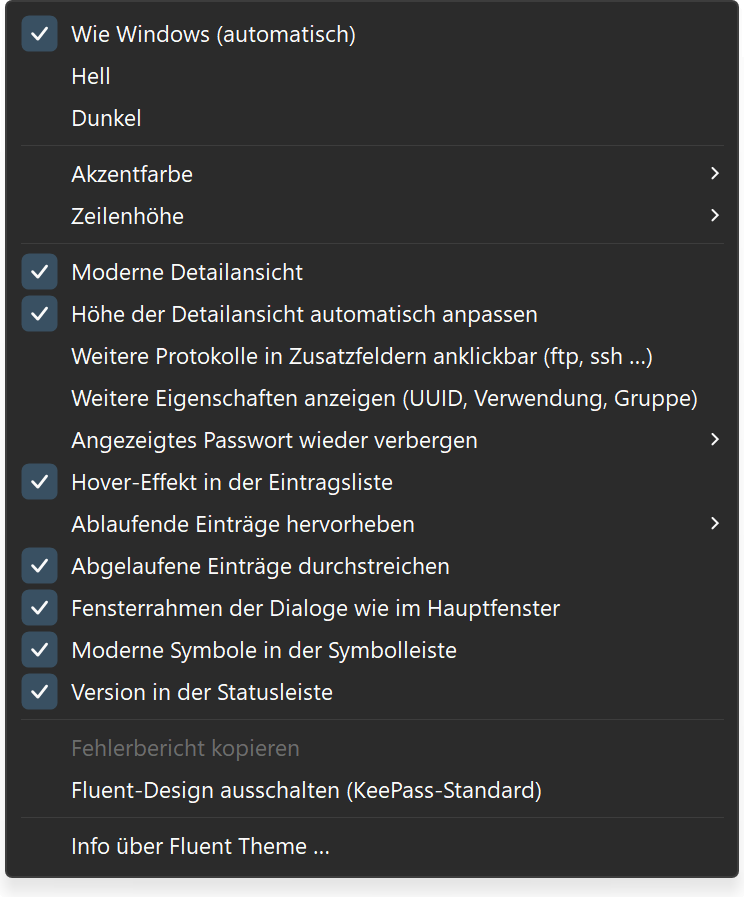 Wie Windows (automatisch)
Hell
Dunkel
Akzentfarbe
Zeilenhöhe
Moderne Detailansicht
Höhe der Detailansicht automatisch anpassen
Weitere Protokolle in Zusatzfeldern anklickbar (ftp, ssh ...)
Weitere Eigenschaften anzeigen (UUID, Verwendung, Gruppe)
Angezeigtes Passwort wieder verbergen
Hover-Effekt in der Eintragsliste
Ablaufende Einträge hervorheben
Abgelaufene Einträge durchstreichen
Fensterrahmen der Dialoge wie im Hauptfenster
Moderne Symbole in der Symbolleiste
Version in der Statusleiste
Fehlerbericht kopieren
Fluent-Design ausschalten (KeePass-Standard)
Info über Fluent Theme ...